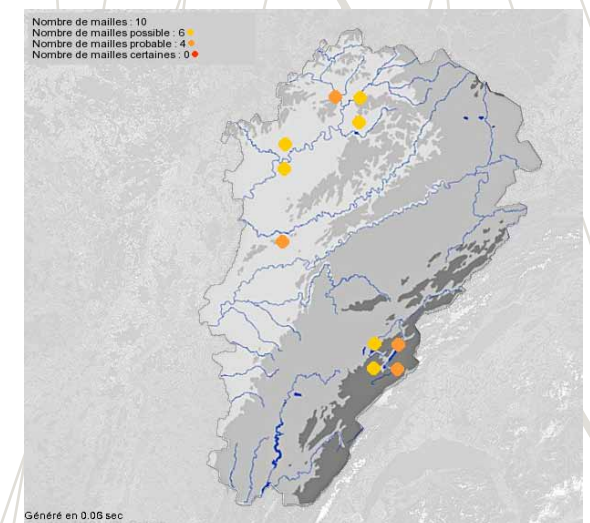 Nombre de mailles : 10
Nombre de mailles possible : 6
Nombre de mailles probable : 4
Nombre de mailles certaines : 0
Généré en 0.06 sec